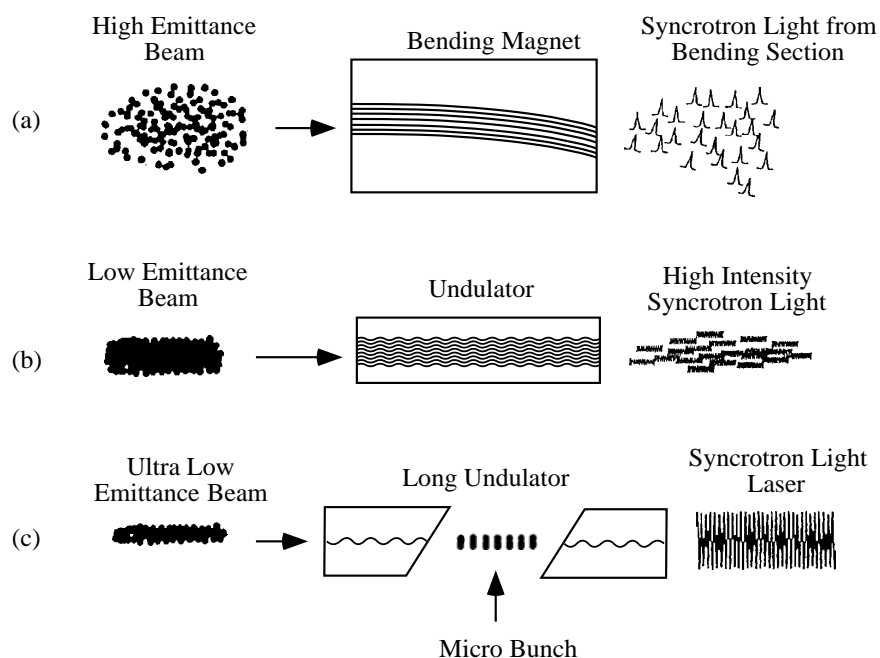 High Emittance
Beam
Bending Magnet
Syncrotron Light from
Bending Section
(a)
Low Emittance
Beam
Undulator
High Intensity
Syncrotron Light
(b)
Ultra Low
Emittance Beam
Long Undulator
Syncrotron Light
Laser
(c)
Micro Bunch